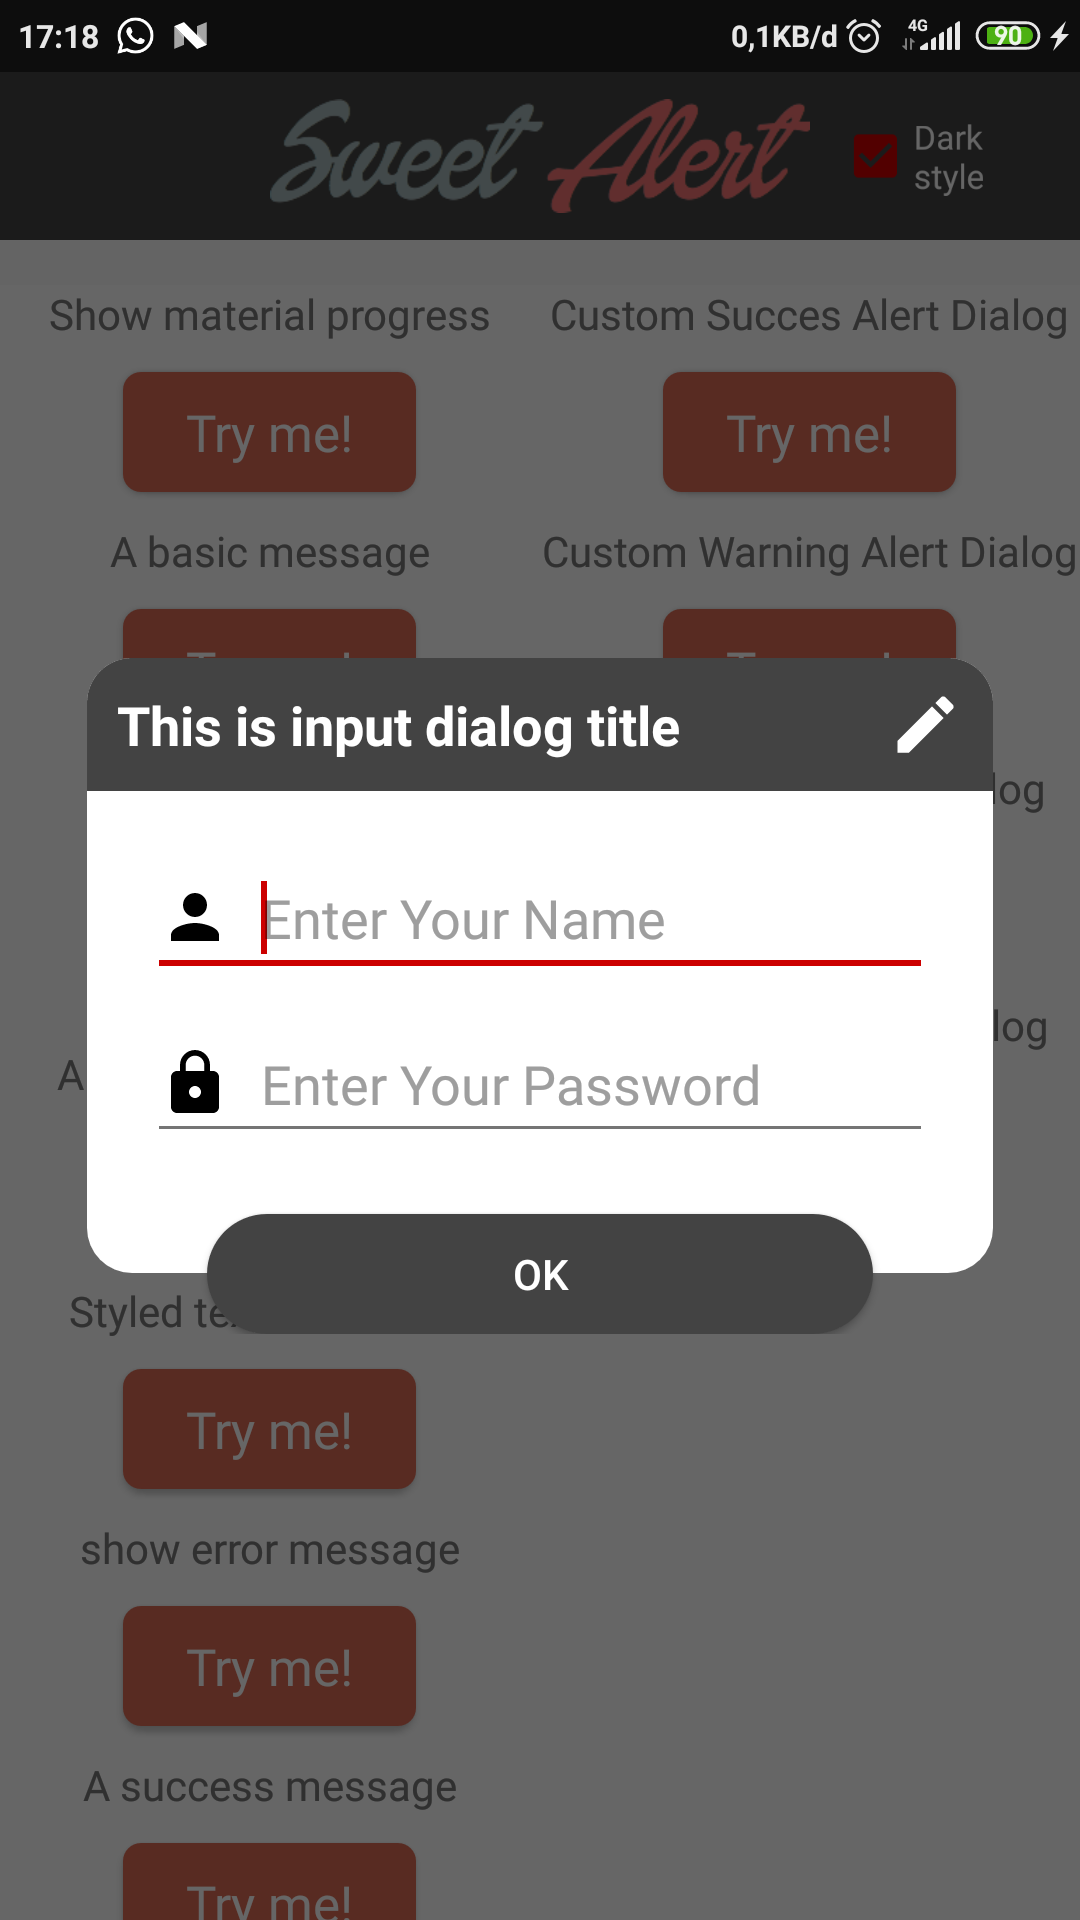 17:18
0,1KB/d 4G 90
Sweet Alert
Dark
style
Show material progress
Custom Succes Alert Dialog
Try me!
Try me!
A basic message
Custom Warning Alert Dialog
This is input dialog title
log
Enter Your Name
log
A
Enter Your Password
OK
Styled te
Try me!
show error message
Try me!
A success message
Try me!